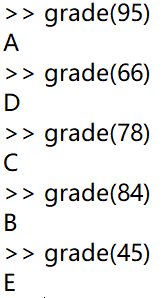 >> grade(95)
A
>> grade(66)
D
>> grade(78)
C
>> grade(84)
B
>> grade(45)
E